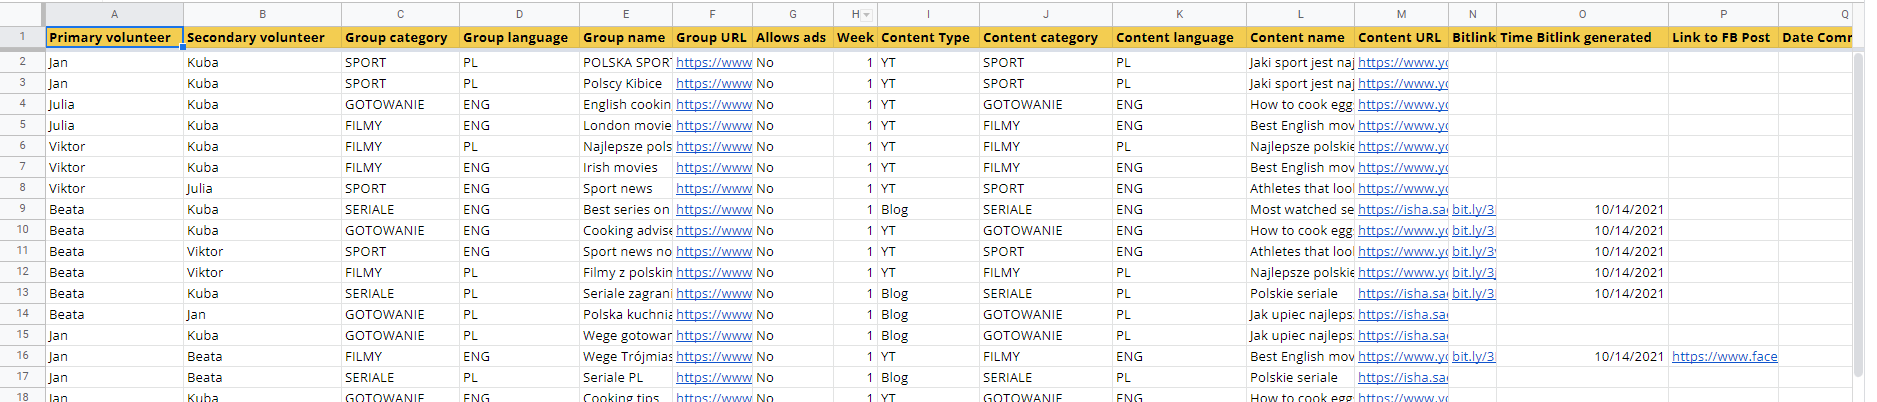 A B C D E F G H I J K L M N O P Q
1 Primary volunteer Secondary volunteer Group category Group language Group name Group URL Allows ads Week Content Type Content category Content language Content name Content URL Bitlink Time Bitlink generated Link to FB Post Date Comr
2 Jan Kuba SPORT PL POLSKA SPOR https://www No 1 YT SPORT PL Jaki sport jest naj https://www.yo
3 Jan Kuba SPORT PL Polscy Kibice https://www No 1 YT SPORT PL Jaki sport jest naj https://www.yo
4 Julia Kuba GOTOWANIE ENG English cookin https://www No 1 YT GOTOWANIE ENG How to cook egg https://www.yo
5 Julia Kuba FILMY ENG London movie https://www No 1 YT FILMY ENG Best English mov https://www.yo
6 Viktor Kuba FILMY PL Najlepsze pols https://www No 1 YT FILMY PL Najlepsze polskie https://www.yo
7 Viktor Kuba FILMY ENG Irish movies https://www No 1 YT FILMY ENG Best English mov https://www.yo
8 Viktor Julia SPORT ENG Sport news https://www No 1 YT SPORT ENG Athletes that loo https://www.yo
9 Beata Kuba SERIALE ENG Best series on https://www No 1 Blog SERIALE ENG Most watched se https://isha.sa bit.ly/3 10/14/2021
10 Beata Kuba GOTOWANIE ENG Cooking advise https://www No 1 YT GOTOWANIE ENG How to cook egg https://www.yo bit.ly/3 10/14/2021
11 Beata Viktor SPORT ENG Sport news no https://www No 1 YT SPORT ENG Athletes that loo https://www.yo bit.ly/3 10/14/2021
12 Beata Viktor FILMY PL Filmy z polskim https://www No 1 YT FILMY PL Najlepsze polskie https://www.yo bit.ly/3 10/14/2021
13 Beata Kuba SERIALE PL Seriale zagrani https://www No 1 Blog SERIALE PL Polskie seriale https://isha.sa bit.ly/3 10/14/2021
14 Beata Jan GOTOWANIE PL Polska kuchnia https://www No 1 Blog GOTOWANIE PL Jak upiec najleps https://isha.sa
15 Jan Kuba GOTOWANIE PL Wege gotowar https://www No 1 Blog GOTOWANIE PL Jak upiec najleps https://isha.sa
16 Jan Beata FILMY ENG Wege Trójmias https://www No 1 YT FILMY ENG Best English mov https://www.yo bit.ly/3 10/14/2021 https://www.face
17 Jan Beata SERIALE PL Seriale PL https://www No 1 Blog SERIALE PL Polskie seriale https://isha.sa
18 Jan Kuba GOTOWANIE ENG Cooking tips https://www No 1 YT GOTOWANIE ENG How to cook egg https://www.yo